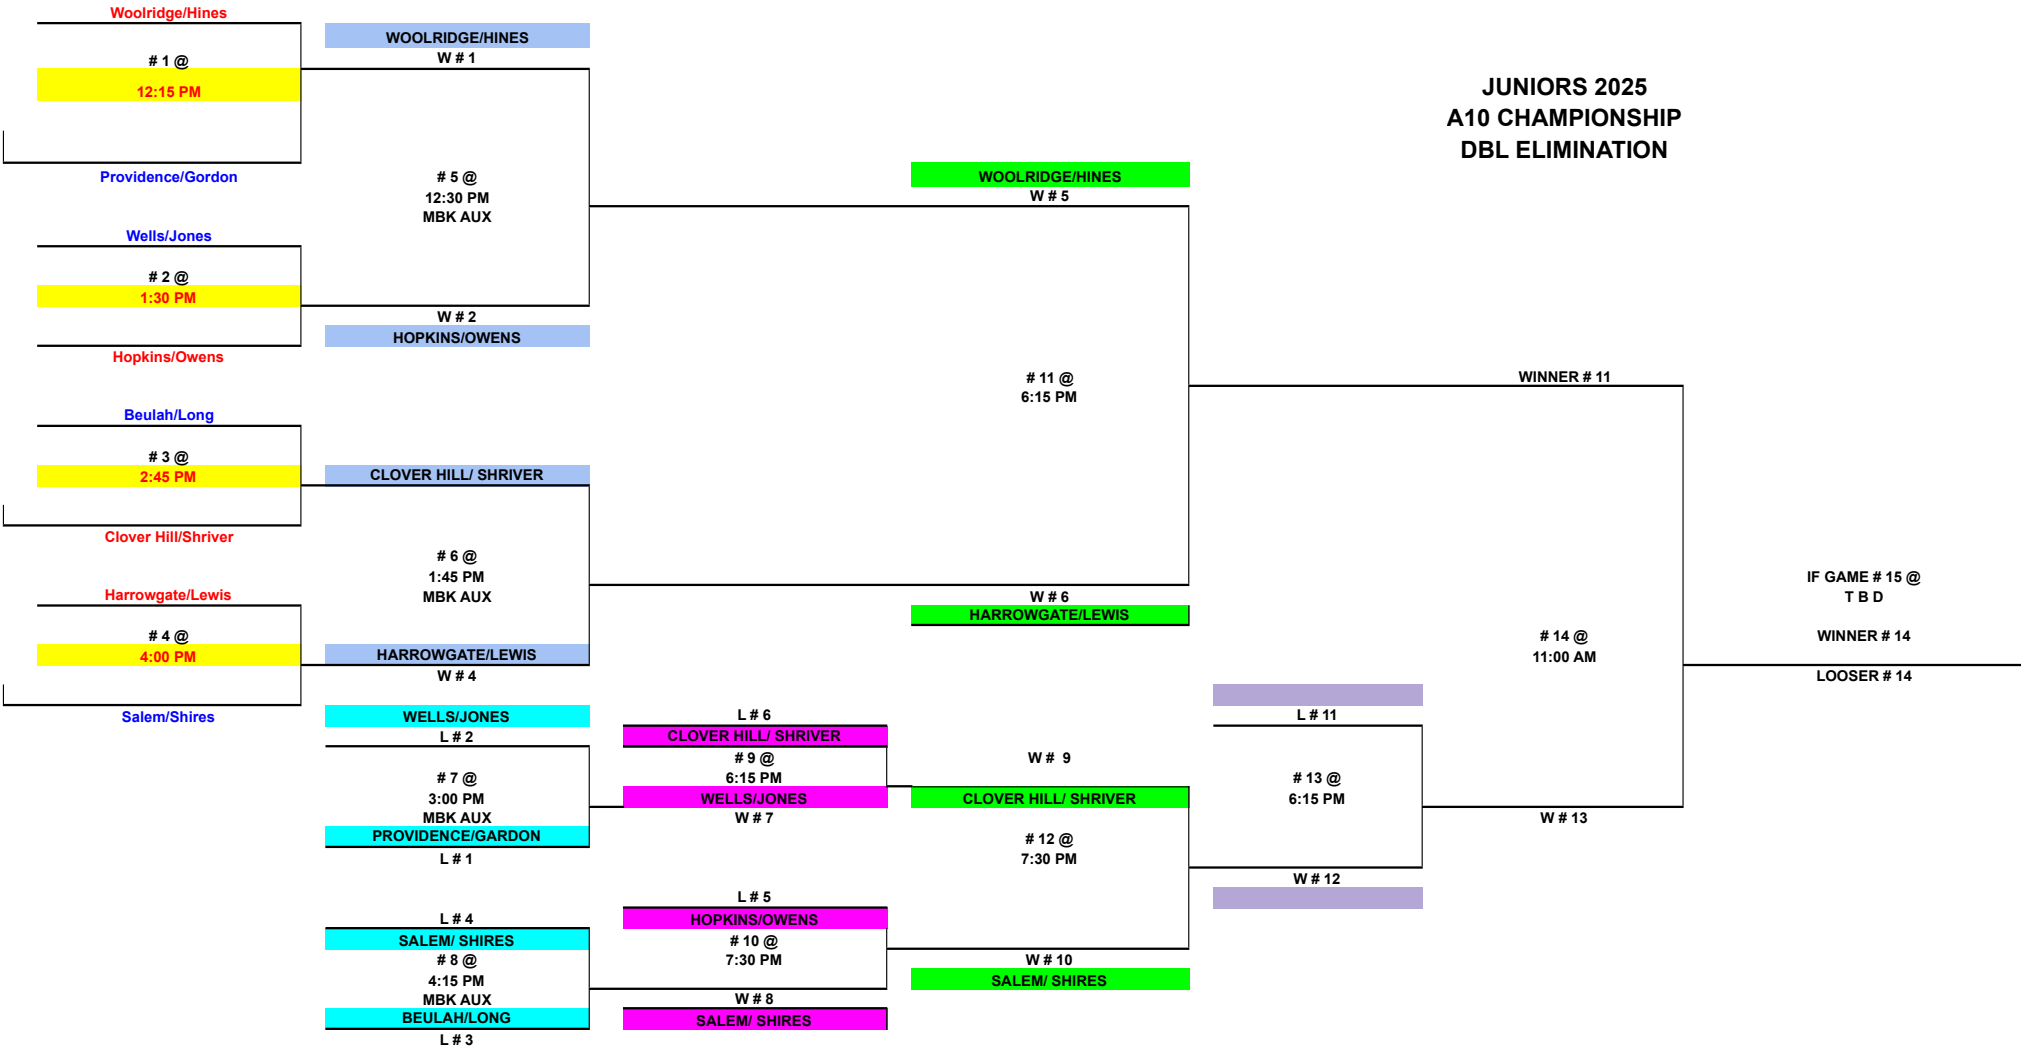 Woolridge/Hines
# 1 @
12:15 PM
Providence/Gordon
Wells/Jones
# 2 @
1:30 PM
Hopkins/Owens
Beulah/Long
# 3 @
2:45 PM
Clover Hill/Shriver
Harrowgate/Lewis
# 4 @
4:00 PM
Salem/Shires
WOOLRIDGE/HINES
W # 1
# 5 @
12:30 PM
MBK AUX
W # 2
HOPKINS/OWENS
CLOVER HILL/ SHRIVER
# 6 @
1:45 PM
MBK AUX
HARROWGATE/LEWIS
W # 4
WELLS/JONES
L # 2
# 7 @
3:00 PM
MBK AUX
PROVIDENCE/GARDON
L # 1
L # 4
SALEM/ SHIRES
# 8 @
4:15 PM
MBK AUX
BEULAH/LONG
L # 3
L # 6
CLOVER HILL/ SHRIVER
# 9 @
6:15 PM
WELLS/JONES
W # 7
L # 5
HOPKINS/OWENS
# 10 @
7:30 PM
W # 8
SALEM/ SHIRES
WOOLRIDGE/HINES
W # 5
# 11 @
6:15 PM
W # 6
HARROWGATE/LEWIS
W # 9
CLOVER HILL/ SHRIVER
# 12 @
7:30 PM
W # 10
SALEM/ SHIRES
L # 11
# 13 @
6:15 PM
W # 12
JUNIORS 2025
A10 CHAMPIONSHIP
DBL ELIMINATION
WINNER # 11
# 14 @
11:00 AM
W # 13
IF GAME # 15 @
T B D
WINNER # 14
LOOSER # 14